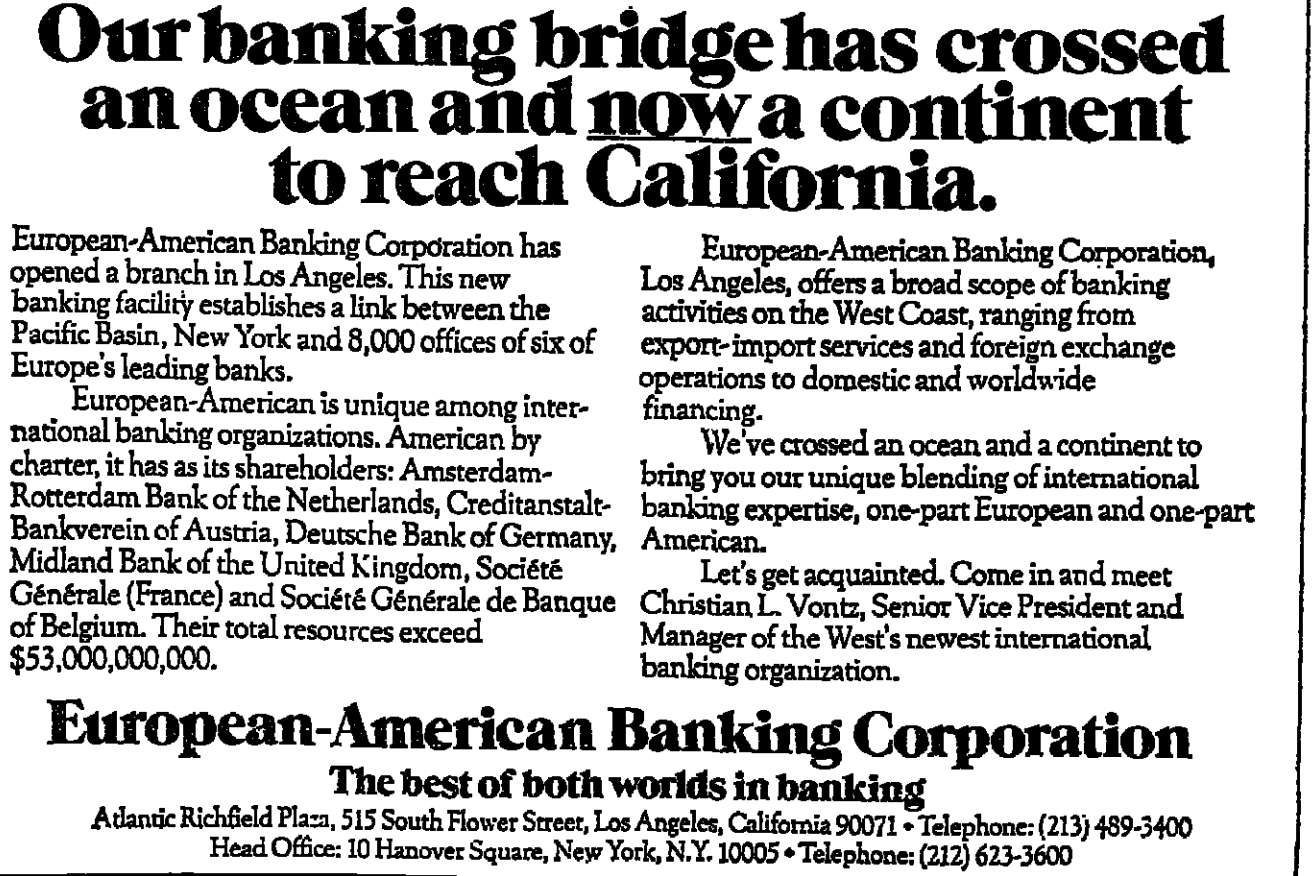 Our banking bridge has crossed
an ocean and now a continent
to reach California.
European-American Banking Corporation has
opened a branch in Los Angeles. This new
banking facility establishes a link between the
Pacific Basin, New York and 8,000 offices of six of
Europe's leading banks.
European-American is unique among inter-
national banking organizations. American by
charter, it has as its shareholders: Amsterdam-
Rotterdam Bank of the Netherlands, Creditanstalt-
Bankverein of Austria, Deutsche Bank of Germany,
Midland Bank of the United Kingdom, Société
Générale (France) and Société Générale de Banque
of Belgium. Their total resources exceed
$53,000,000,000.
European-American Banking Corporation,
Los Angeles, offers a broad scope of banking
activities on the West Coast, ranging from
export-import services and foreign exchange
operations to domestic and worldwide
financing.
We've crossed an ocean and a continent to
bring you our unique blending of international
banking expertise, one-part European and one-part
American.
Let's get acquainted. Come in and meet
Christian L. Vontz, Senior Vice President and
Manager of the West's newest international
banking organization.
European-American Banking Corporation
The best of both worlds in banking
Atlantic Richfield Plaza, 515 South Flower Street, Los Angeles, California 90071 • Telephone: (213) 489-3400
Head Office: 10 Hanover Square, New York, N.Y. 10005 • Telephone: (212) 623-3600